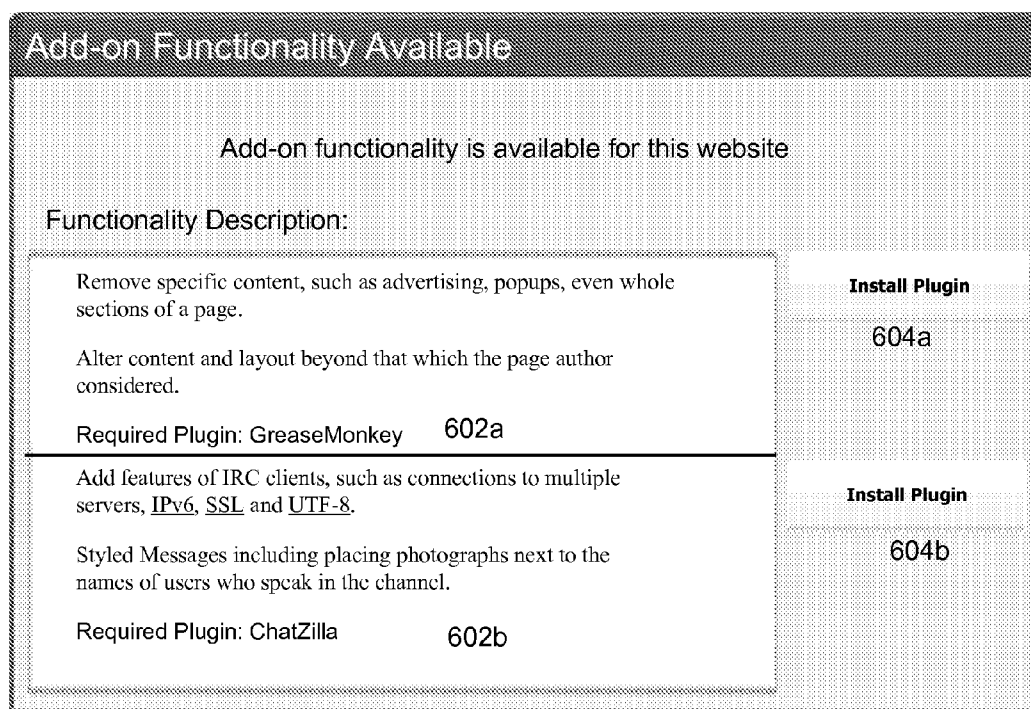 Add-on Functionality Available
Add-on functionality is available for this website
Functionality Description:
Remove specific content, such as advertising, popups, even whole
sections of a page.
Install Plugin
604a
Alter content and layout beyond that which the page author
considered.
Required Plugin: GreaseMonkey 602a
Add features of IRC clients, such as connections to multiple
servers, IPv6, SSL and UTF-8.
Install Plugin
604b
Styled Messages including placing photographs next to the
names of users who speak in the channel.
Required Plugin: ChatZilla 602b